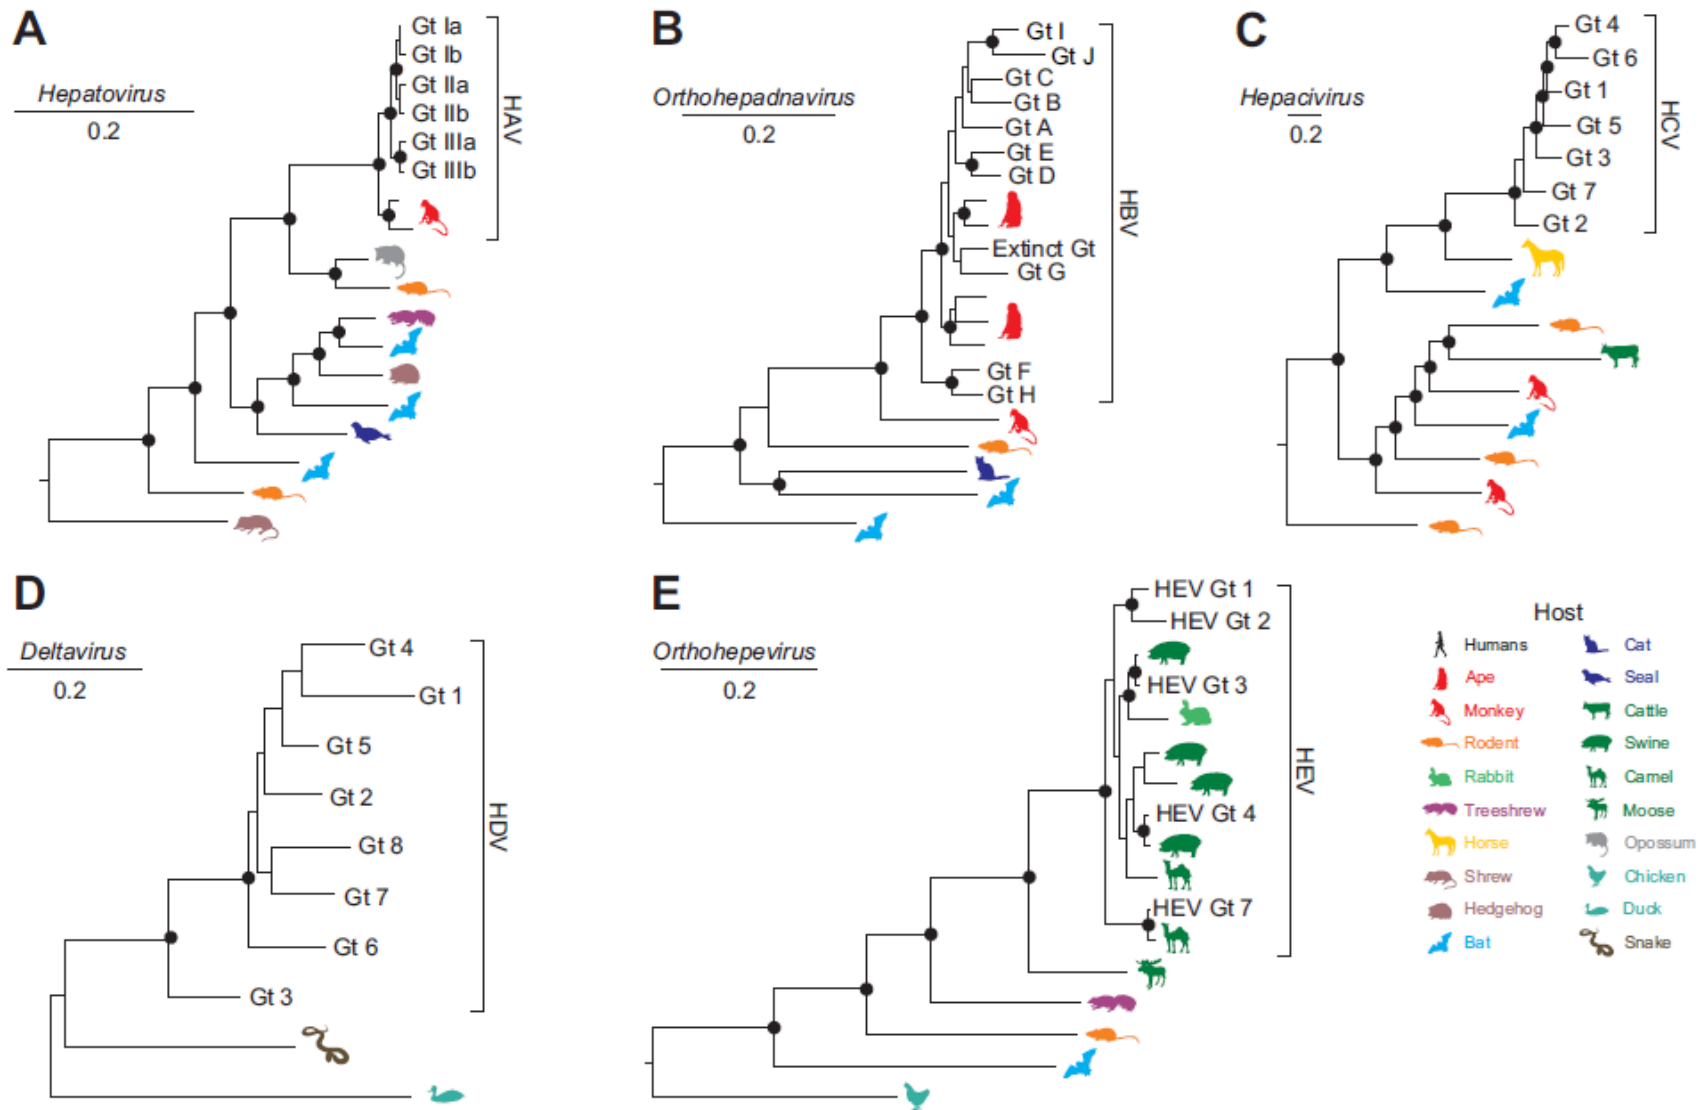 A
Hepatovirus
0.2
Gt Ia
Gt Ib
Gt IIa
Gt IIb
Gt IIIa
Gt IIIb
HAV
B
Orthohepadnavirus
0.2
Gt I
Gt J
Gt C
Gt B
Gt A
Gt E
Gt D
Extinct Gt
Gt G
Gt F
Gt H
HBV
C
Hepacivirus
0.2
Gt 4
Gt 6
Gt 1
Gt 5
Gt 3
Gt 7
Gt 2
HCV
D
Deltavirus
0.2
Gt 4
Gt 1
Gt 5
Gt 2
Gt 8
Gt 7
Gt 6
Gt 3
HDV
E
Orthohepevirus
0.2
HEV Gt 1
HEV Gt 2
HEV Gt 3
HEV Gt 4
HEV Gt 7
HEV
Host
Humans
Ape
Monkey
Rodent
Rabbit
Treeshrew
Horse
Shrew
Hedgehog
Bat
Cat
Seal
Cattle
Swine
Camel
Moose
Opossum
Chicken
Duck
Snake